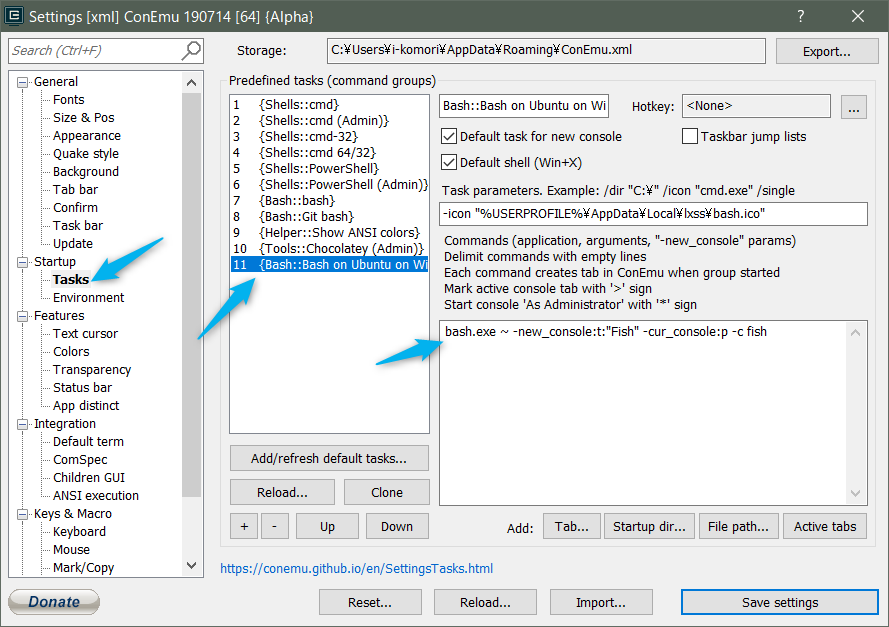 Settings [xml] ConEmu 190714 [64] {Alpha}
Search (Ctrl+F)
Storage:
C:¥Users¥i-komori¥AppData¥Roaming¥ConEmu.xml
Export...
General
Fonts
Size & Pos
Appearance
Quake style
Background
Tab bar
Confirm
Task bar
Update
Startup
Tasks
Environment
Features
Text cursor
Colors
Transparency
Status bar
App distinct
Integration
Default term
ComSpec
Children GUI
ANSI execution
Keys & Macro
Keyboard
Mouse
Mark/Copy
Donate
Predefined tasks (command groups)
1 {Shells::cmd}
2 {Shells::cmd (Admin)}
3 {Shells::cmd-32}
4 {Shells::cmd 64/32}
5 {Shells::PowerShell}
6 {Shells::PowerShell (Admin)}
7 {Bash::bash}
8 {Bash::Git bash}
9 {Helper::Show ANSI colors}
10 {Tools::Chocolatey (Admin)}
11 {Bash::Bash on Ubuntu on Wi
Add/refresh default tasks...
Reload...
Clone
+
-
Up
Down
Bash::Bash on Ubuntu on Wi
Hotkey:
<None>
...
Default task for new console
Taskbar jump lists
Default shell (Win+X)
Task parameters. Example: /dir "C:¥" /icon "cmd.exe" /single
-icon "%USERPROFILE%¥AppData¥Local¥lxss¥bash.ico"
Commands (application, arguments, "-new_console" params)
Delimit commands with empty lines
Each command creates tab in ConEmu when group started
Mark active console tab with '>' sign
Start console 'As Administrator' with '*' sign
bash.exe ~ -new_console:t:"Fish" -cur_console:p -c fish
Add:
Tab...
Startup dir...
File path...
Active tabs
https://conemu.github.io/en/SettingsTasks.html
Reset...
Reload...
Import...
Save settings